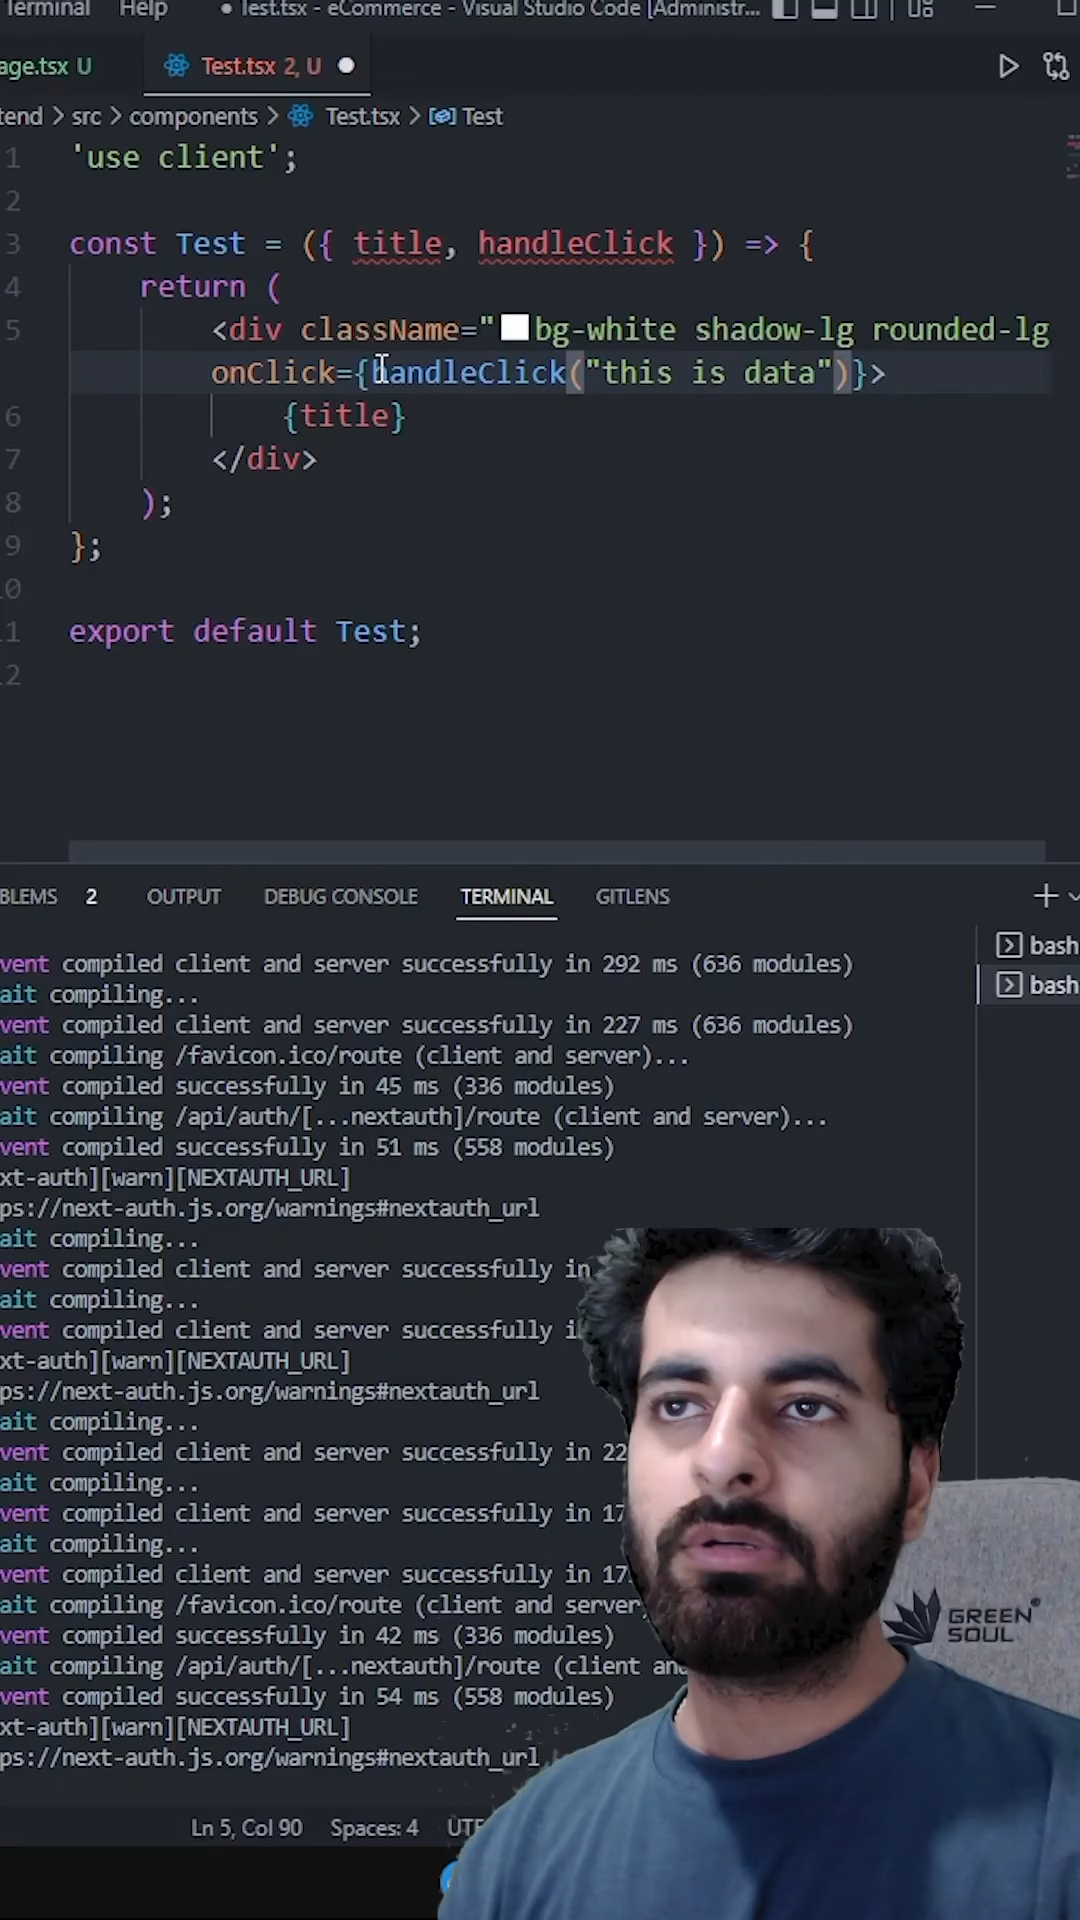 Terminal Help Test.tsx - eCommerce - Visual Studio Code [Administr...
age.tsx U Test.tsx 2, U
tend > src > components > Test.tsx > Test
1 'use client';
2
3 const Test = ({ title, handleClick }) => {
4 return (
5 <div className="bg-white shadow-lg rounded-lg
onClick={handleClick("this is data")}>
6 {title}
7 </div>
8 );
9 };
10
11 export default Test;
12
BLEMS 2 OUTPUT DEBUG CONSOLE TERMINAL GITLENS
bash
bash
vent compiled client and server successfully in 292 ms (636 modules)
ait compiling...
vent compiled client and server successfully in 227 ms (636 modules)
ait compiling /favicon.ico/route (client and server)...
vent compiled successfully in 45 ms (336 modules)
ait compiling /api/auth/[...nextauth]/route (client and server)...
vent compiled successfully in 51 ms (558 modules)
xt-auth][warn][NEXTAUTH_URL]
ps://next-auth.js.org/warnings#nextauth_url
ait compiling...
vent compiled client and server successfully in
ait compiling...
vent compiled client and server successfully i
xt-auth][warn][NEXTAUTH_URL]
ps://next-auth.js.org/warnings#nextauth_url
ait compiling...
vent compiled client and server successfully in 22
ait compiling...
vent compiled client and server successfully in 17
ait compiling...
vent compiled client and server successfully in 17
ait compiling /favicon.ico/route (client and server
vent compiled successfully in 42 ms (336 modules)
ait compiling /api/auth/[...nextauth]/route (client and
vent compiled successfully in 54 ms (558 modules)
xt-auth][warn][NEXTAUTH_URL]
ps://next-auth.js.org/warnings#nextauth_url
GREEN
SOUL
Ln 5, Col 90 Spaces: 4 UTF